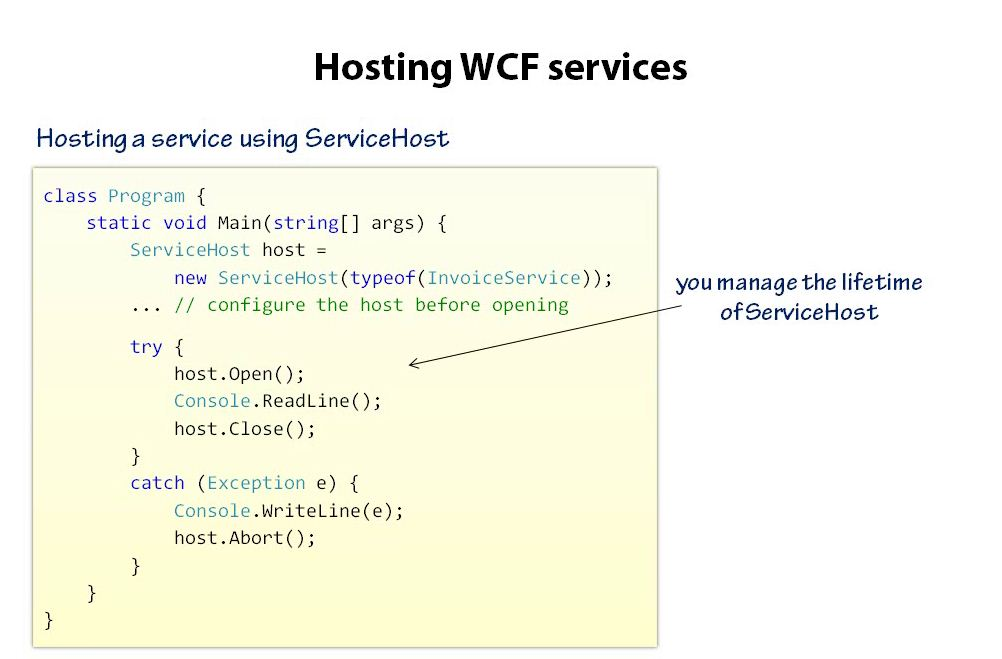 Hosting WCF services
Hosting a service using ServiceHost
class Program {
static void Main(string[] args) {
ServiceHost host =
new ServiceHost(typeof(InvoiceService));
... // configure the host before opening
try {
host.Open();
Console.ReadLine();
host.Close();
}
catch (Exception e) {
Console.WriteLine(e);
host.Abort();
}
}
}
you manage the lifetime
of ServiceHost